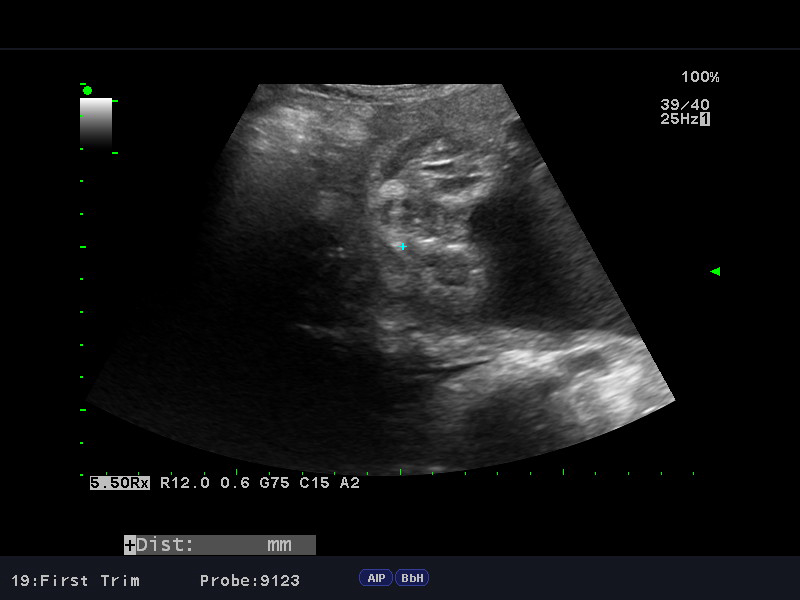 100%
39/40
25Hz1
5.50Rx R12.0 0.6 G75 C15 A2
+Dist: mm
19:First Trim Probe:9123 AIP BbH